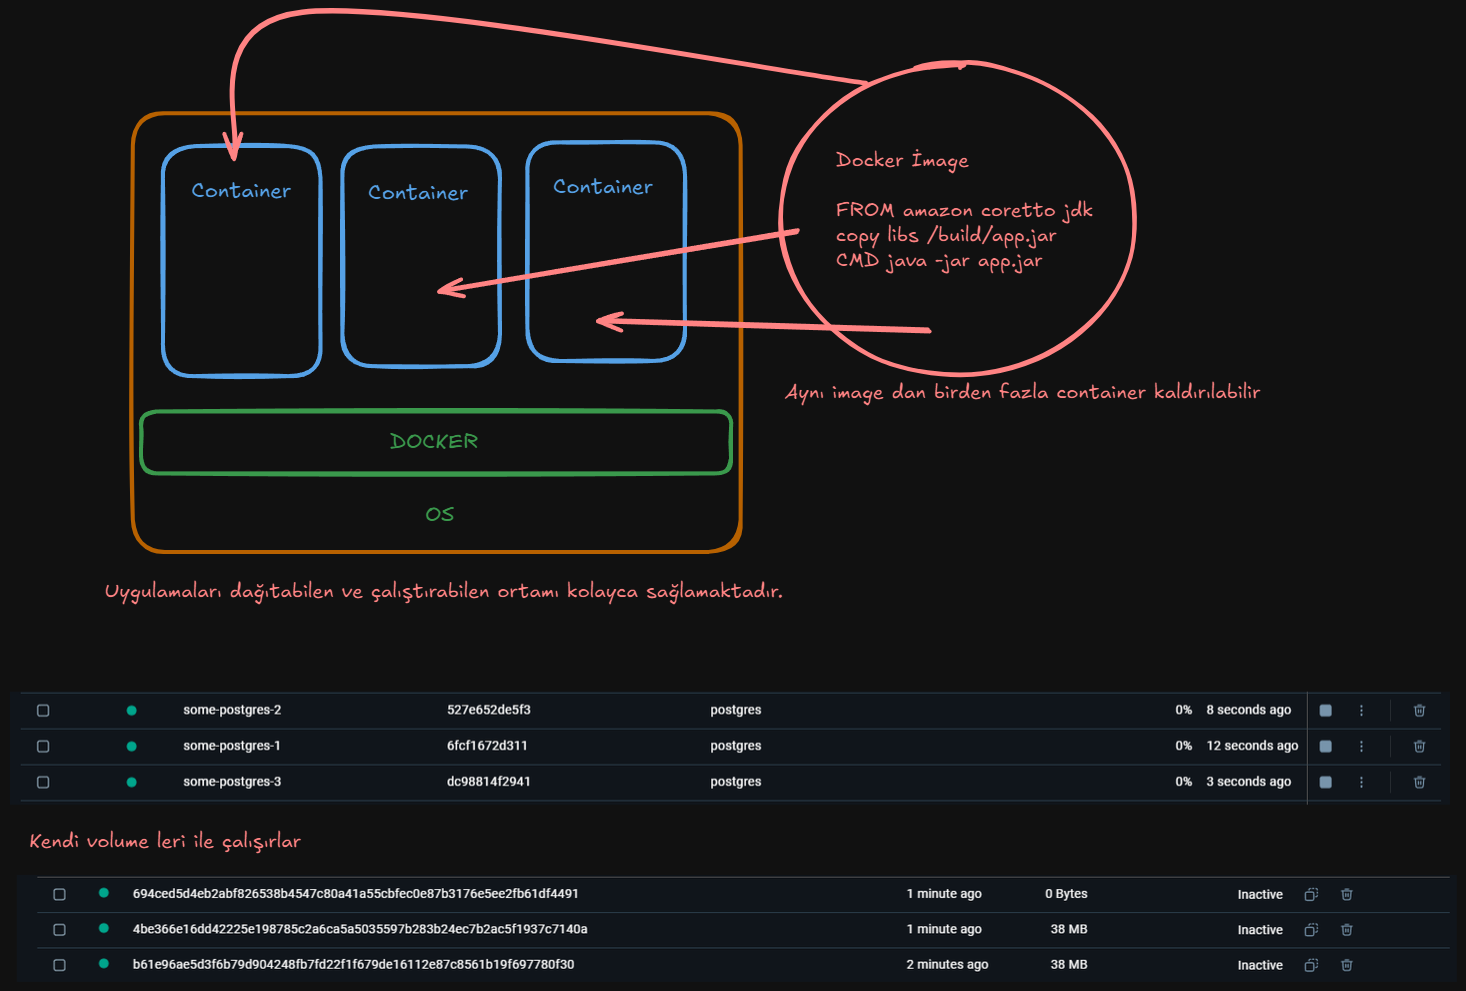 Docker İmage
FROM amazon coretto jdk
copy libs /build/app.jar
CMD java -jar app.jar
Container
Container
Container
Aynı image dan birden fazla container kaldırılabilir
DOCKER
OS
Uygulamaları dağıtabilen ve çalıştırabilen ortamı kolayca sağlamaktadır.
some-postgres-2 527e652de5f3 postgres 0% 8 seconds ago
some-postgres-1 6fcf1672d311 postgres 0% 12 seconds ago
some-postgres-3 dc98814f2941 postgres 0% 3 seconds ago
Kendi volume leri ile çalışırlar
694ced5d4eb2abf826538b4547c80a41a55cbfec0e87b3176e5ee2fb61df4491 1 minute ago 0 Bytes Inactive
4be366e16dd42225e198785c2a6ca5a5035597b283b24ec7b2ac5f1937c7140a 1 minute ago 38 MB Inactive
b61e96ae5d3f6b79d904248fb7fd22f1f679de16112e87c8561b19f697780f30 2 minutes ago 38 MB Inactive